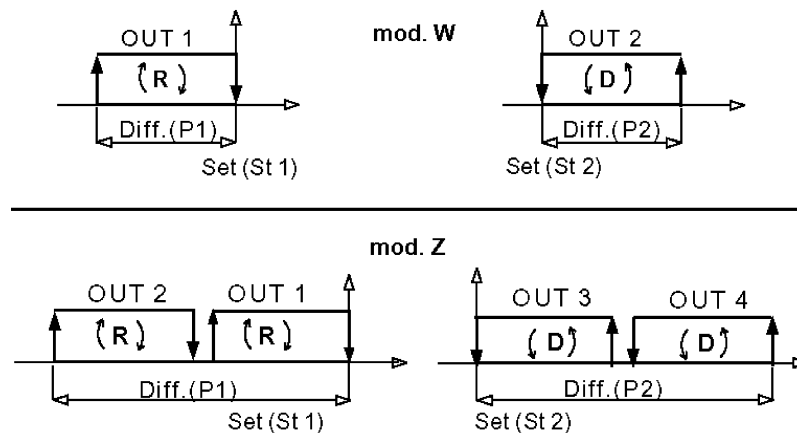 OUT 1
mod. W
OUT 2
R
D
Diff.(P1)
Diff.(P2)
Set (St 1)
Set (St 2)
mod. Z
OUT 2
OUT 1
OUT 3
OUT 4
R
R
D
D
Diff.(P1)
Diff.(P2)
Set (St 1)
Set (St 2)